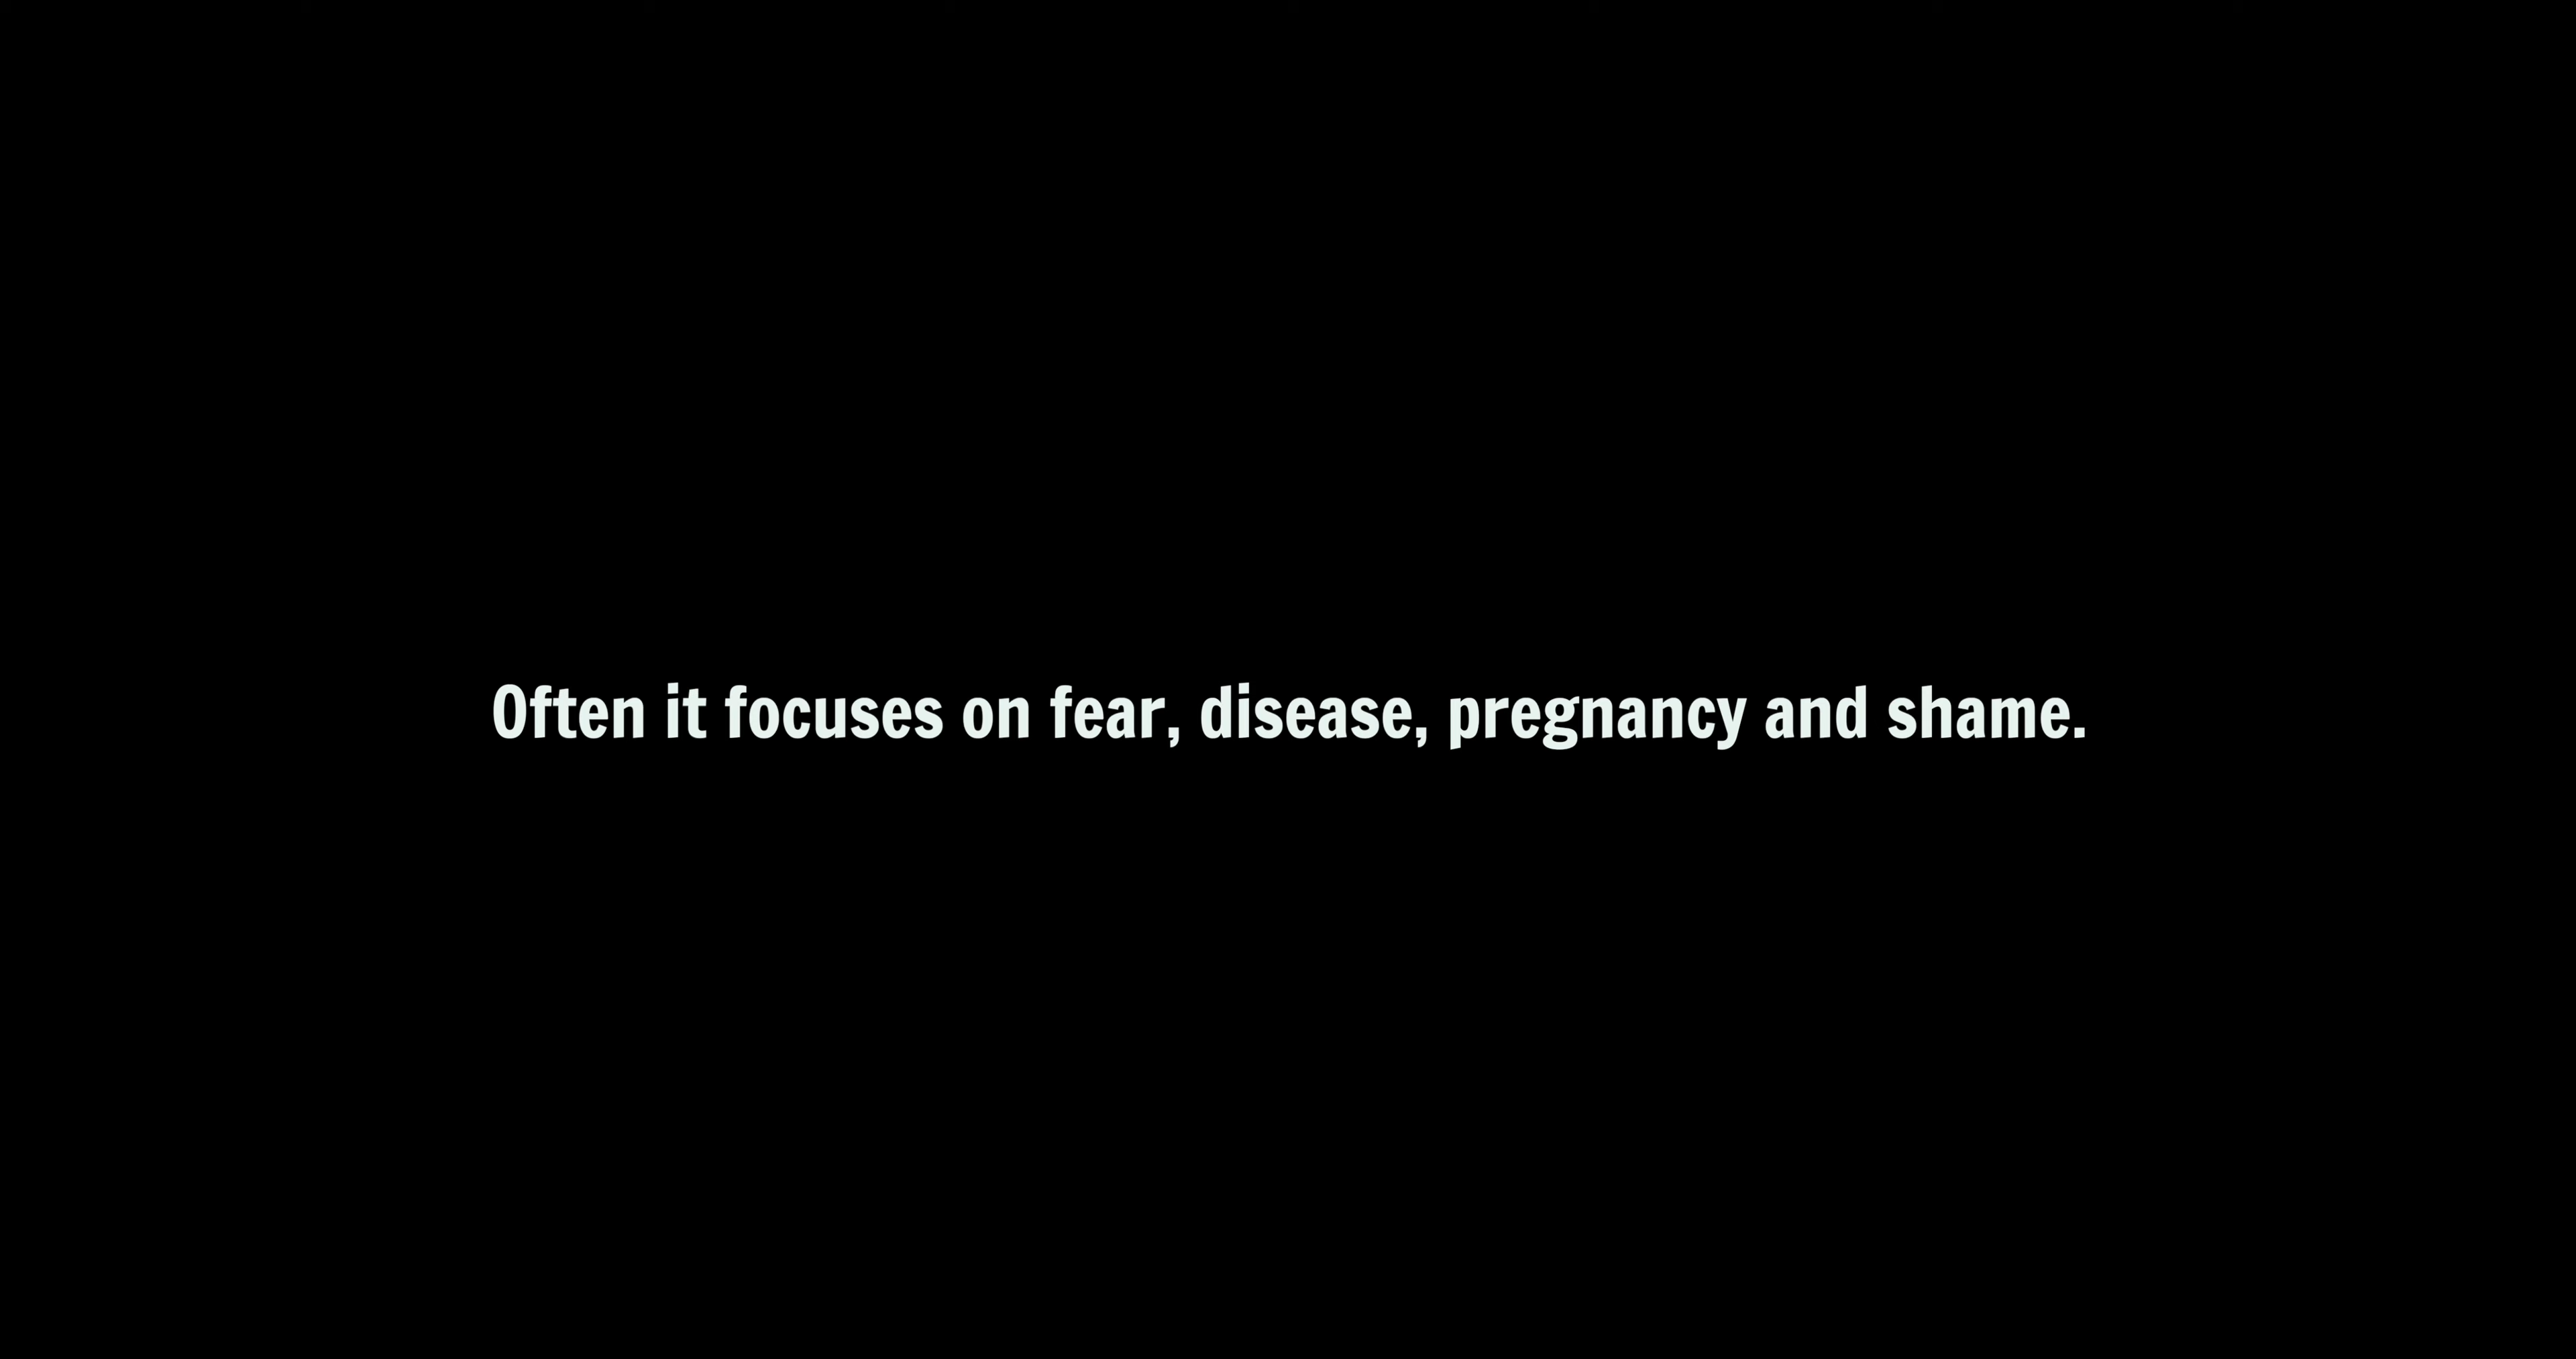 Often it focuses on fear, disease, pregnancy and shame.